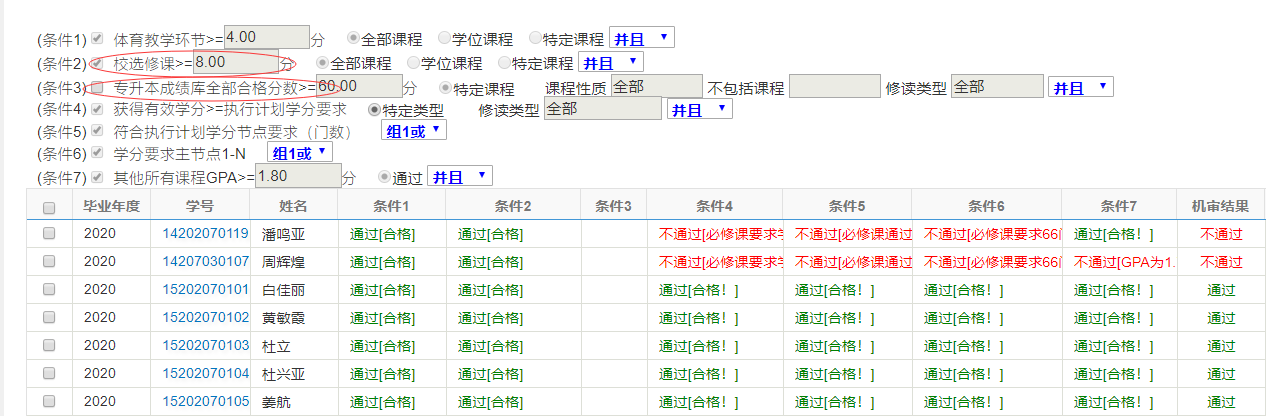 (条件1) 体育教学环节>= 4.00 分 全部课程 学位课程 特定课程 并且
(条件2) 校选修课>= 8.00 分 全部课程 学位课程 特定课程 并且
(条件3) 专升本成绩库全部合格分数>= 60.00 分 特定课程 课程性质 全部 不包括课程 修读类型 全部 并且
(条件4) 获得有效学分>=执行计划学分要求 特定类型 修读类型 全部 并且
(条件5) 符合执行计划学分节点要求（门数） 组1或
(条件6) 学分要求主节点1-N 组1或
(条件7) 其他所有课程GPA>= 1.80 分 通过 并且
毕业年度 学号 姓名 条件1 条件2 条件3 条件4 条件5 条件6 条件7 机审结果
2020 14202070119 潘鸣亚 通过[合格] 通过[合格] 不通过[必修课要求学 不通过[必修课通过 不通过[必修课要求66门 通过[合格！] 不通过
2020 14207030107 周辉煌 不通过[必修课要求学 不通过[必修课通过 不通过[必修课要求66门 不通过[GPA为1. 不通过
2020 15202070101 白佳丽 通过[合格] 通过[合格] 通过[合格！] 通过[合格！] 通过[合格！] 通过[合格！] 通过
2020 15202070102 黄敏霞 通过[合格] 通过[合格] 通过[合格！] 通过[合格！] 通过[合格！] 通过[合格！] 通过
2020 15202070103 杜立 通过[合格] 通过[合格] 通过[合格！] 通过[合格！] 通过[合格！] 通过[合格！] 通过
2020 15202070104 杜兴亚 通过[合格] 通过[合格] 通过[合格！] 通过[合格！] 通过[合格！] 通过[合格！] 通过
2020 15202070105 姜航 通过[合格] 通过[合格] 通过[合格！] 通过[合格！] 通过[合格！] 通过[合格！] 通过